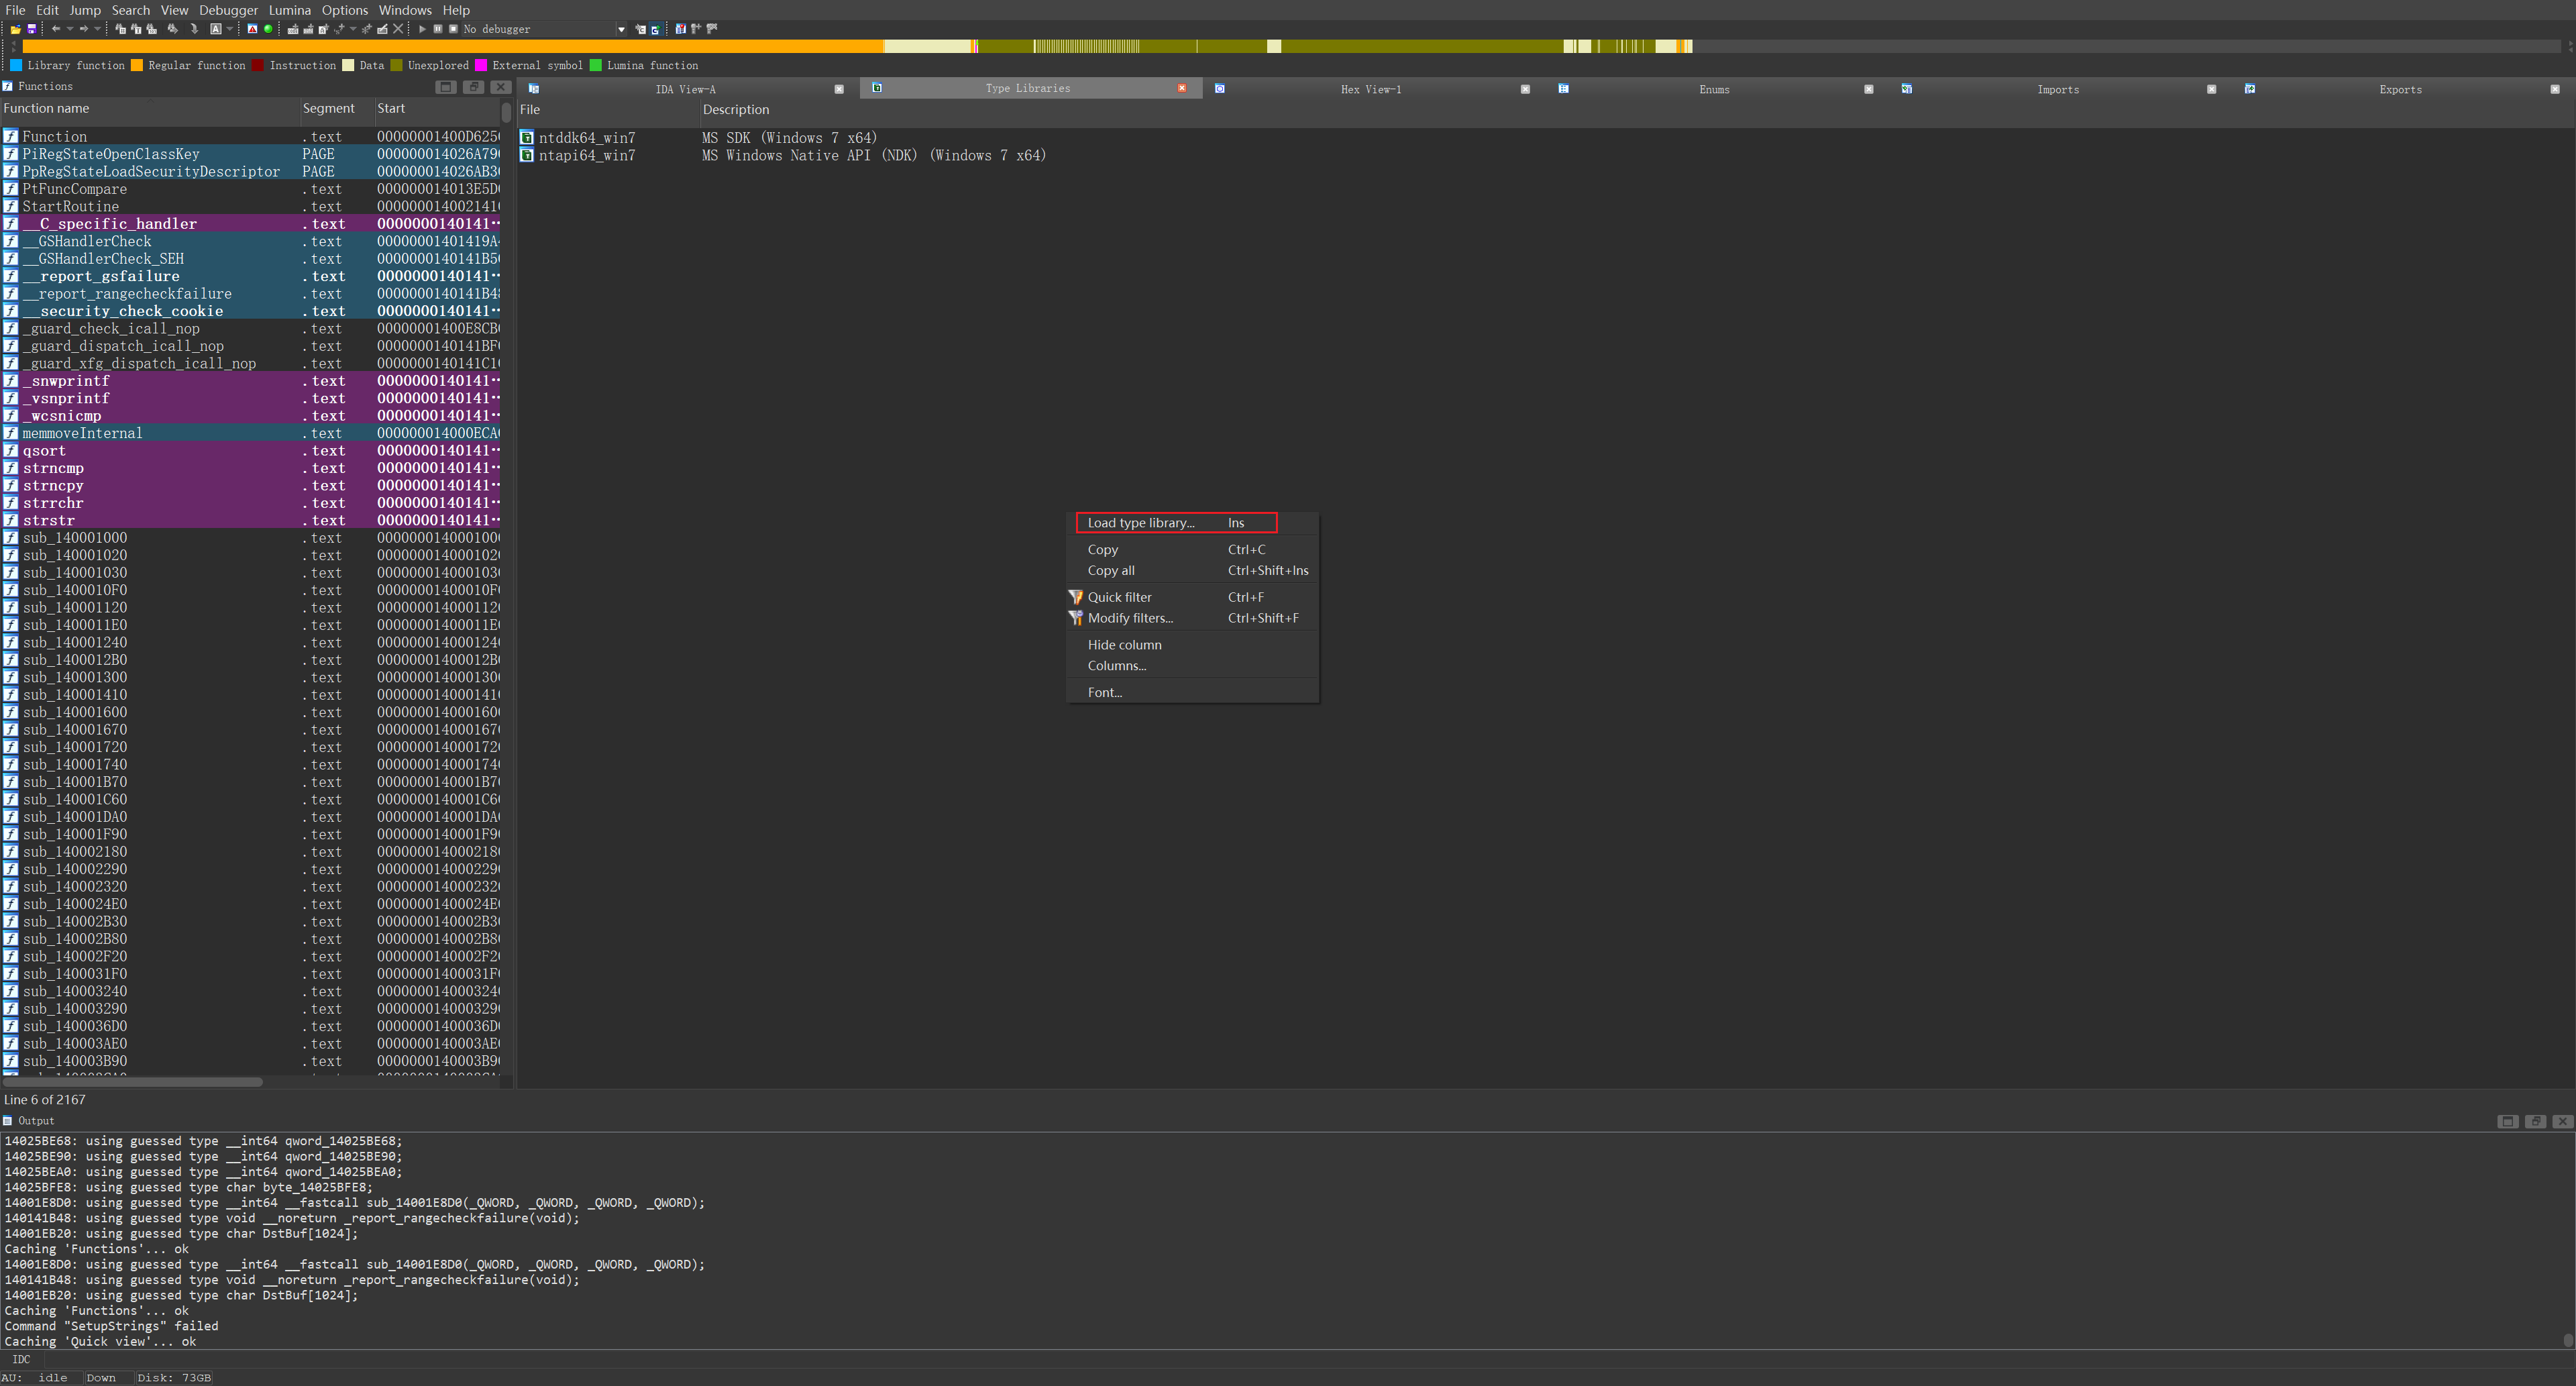 File Edit Jump Search View Debugger Lumina Options Windows Help
No debugger
Library function Regular function Instruction Data Unexplored External symbol Lumina function
Functions
Function name Segment Start
Function .text 00000001400D625
PiRegStateOpenClassKey PAGE 000000014026A79
PpRegStateLoadSecurityDescriptor PAGE 000000014026AB3
PtFuncCompare .text 000000014013E5D
StartRoutine .text 000000014002141
__C_specific_handler .text 0000000140141…
__GSHandlerCheck .text 00000001401419A
__GSHandlerCheck_SEH .text 0000000140141B5
__report_gsfailure .text 0000000140141…
__report_rangecheckfailure .text 0000000140141B4
__security_check_cookie .text 0000000140141…
_guard_check_icall_nop .text 00000001400E8CB
_guard_dispatch_icall_nop .text 0000000140141BF
_guard_xfg_dispatch_icall_nop .text 0000000140141C1
_snwprintf .text 0000000140141…
_vsnprintf .text 0000000140141…
_wcsnicmp .text 0000000140141…
memmoveInternal .text 000000014000ECA
qsort .text 0000000140141…
strncmp .text 0000000140141…
strncpy .text 0000000140141…
strrchr .text 0000000140141…
strstr .text 0000000140141…
sub_140001000 .text 000000014000100
sub_140001020 .text 000000014000102
sub_140001030 .text 000000014000103
sub_1400010F0 .text 00000001400010F
sub_140001120 .text 000000014000112
sub_1400011E0 .text 00000001400011E
sub_140001240 .text 000000014000124
sub_1400012B0 .text 00000001400012B
sub_140001300 .text 000000014000130
sub_140001410 .text 000000014000141
sub_140001600 .text 000000014000160
sub_140001670 .text 000000014000167
sub_140001720 .text 000000014000172
sub_140001740 .text 000000014000174
sub_140001B70 .text 0000000140001B7
sub_140001C60 .text 0000000140001C6
sub_140001DA0 .text 0000000140001DA
sub_140001F90 .text 0000000140001F9
sub_140002180 .text 000000014000218
sub_140002290 .text 000000014000229
sub_140002320 .text 000000014000232
sub_1400024E0 .text 00000001400024E
sub_140002B30 .text 0000000140002B3
sub_140002B80 .text 0000000140002B8
sub_140002F20 .text 0000000140002F2
sub_1400031F0 .text 00000001400031F
sub_140003240 .text 000000014000324
sub_140003290 .text 000000014000329
sub_1400036D0 .text 00000001400036D
sub_140003AE0 .text 0000000140003AE
sub_140003B90 .text 0000000140003B9
Line 6 of 2167
IDA View-A Type Libraries Hex View-1 Enums Imports Exports
File Description
ntddk64_win7 MS SDK (Windows 7 x64)
ntapi64_win7 MS Windows Native API (NDK) (Windows 7 x64)
Load type library... Ins
Copy Ctrl+C
Copy all Ctrl+Shift+Ins
Quick filter Ctrl+F
Modify filters... Ctrl+Shift+F
Hide column
Columns...
Font...
Output
14025BE68: using guessed type __int64 qword_14025BE68;
14025BE90: using guessed type __int64 qword_14025BE90;
14025BEA0: using guessed type __int64 qword_14025BEA0;
14025BFE8: using guessed type char byte_14025BFE8;
14001E8D0: using guessed type __int64 __fastcall sub_14001E8D0(_QWORD, _QWORD, _QWORD, _QWORD);
140141B48: using guessed type void __noreturn _report_rangecheckfailure(void);
14001EB20: using guessed type char DstBuf[1024];
Caching 'Functions'... ok
14001E8D0: using guessed type __int64 __fastcall sub_14001E8D0(_QWORD, _QWORD, _QWORD, _QWORD);
140141B48: using guessed type void __noreturn _report_rangecheckfailure(void);
14001EB20: using guessed type char DstBuf[1024];
Caching 'Functions'... ok
Command "SetupStrings" failed
Caching 'Quick view'... ok
IDC
AU: idle Down Disk: 73GB